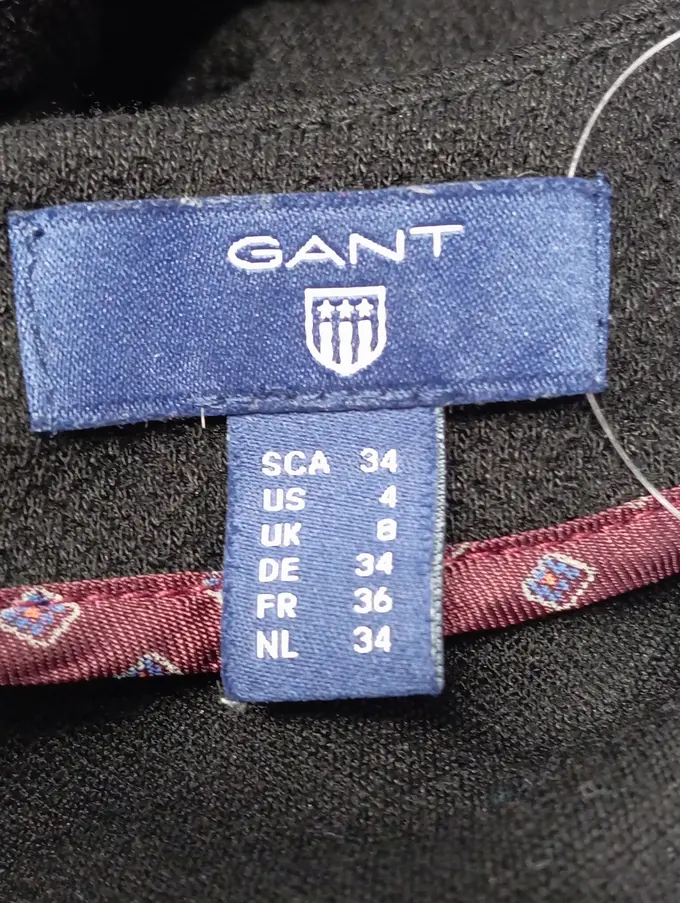 GANT
SCA 34
US 4
UK 8
DE 34
FR 36
NL 34